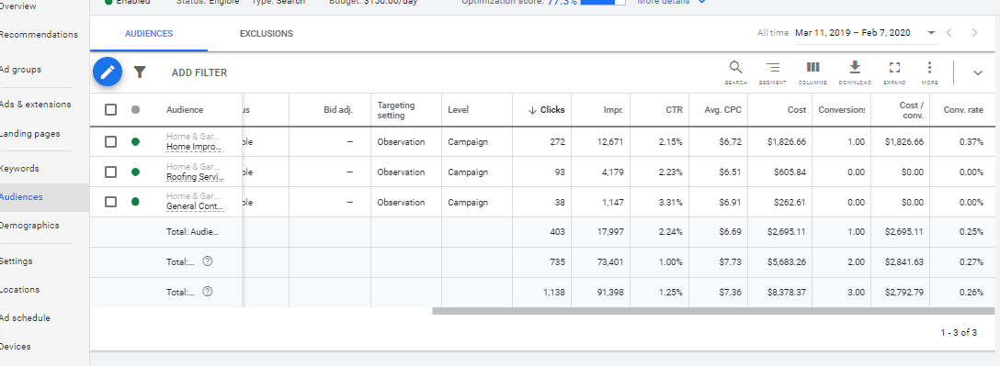 Overview
Enabled Status: Eligible Type: Search Budget: $150.00/day Optimization score: 77.3% More details
Recommendations
AUDIENCES EXCLUSIONS All time Mar 11, 2019 – Feb 7, 2020
Ad groups
ADD FILTER SEARCH SEGMENT COLUMNS DOWNLOAD EXPAND MORE
Ads & extensions
Landing pages
Keywords
Audiences
Demographics
Settings
Locations
Ad schedule
Devices
Audience us Bid adj. Targeting setting Level Clicks Impr. CTR Avg. CPC Cost Conversions Cost / conv. Conv. rate
Home & Gar...
Home Impro... ble — Observation Campaign 272 12,671 2.15% $6.72 $1,826.66 1.00 $1,826.66 0.37%
Home & Gar...
Roofing Servi... ble — Observation Campaign 93 4,179 2.23% $6.51 $605.84 0.00 $0.00 0.00%
Home & Gar...
General Cont... ble — Observation Campaign 38 1,147 3.31% $6.91 $262.61 0.00 $0.00 0.00%
Total: Audie... 403 17,997 2.24% $6.69 $2,695.11 1.00 $2,695.11 0.25%
Total:... 735 73,401 1.00% $7.73 $5,683.26 2.00 $2,841.63 0.27%
Total:... 1,138 91,398 1.25% $7.36 $8,378.37 3.00 $2,792.79 0.26%
1 - 3 of 3